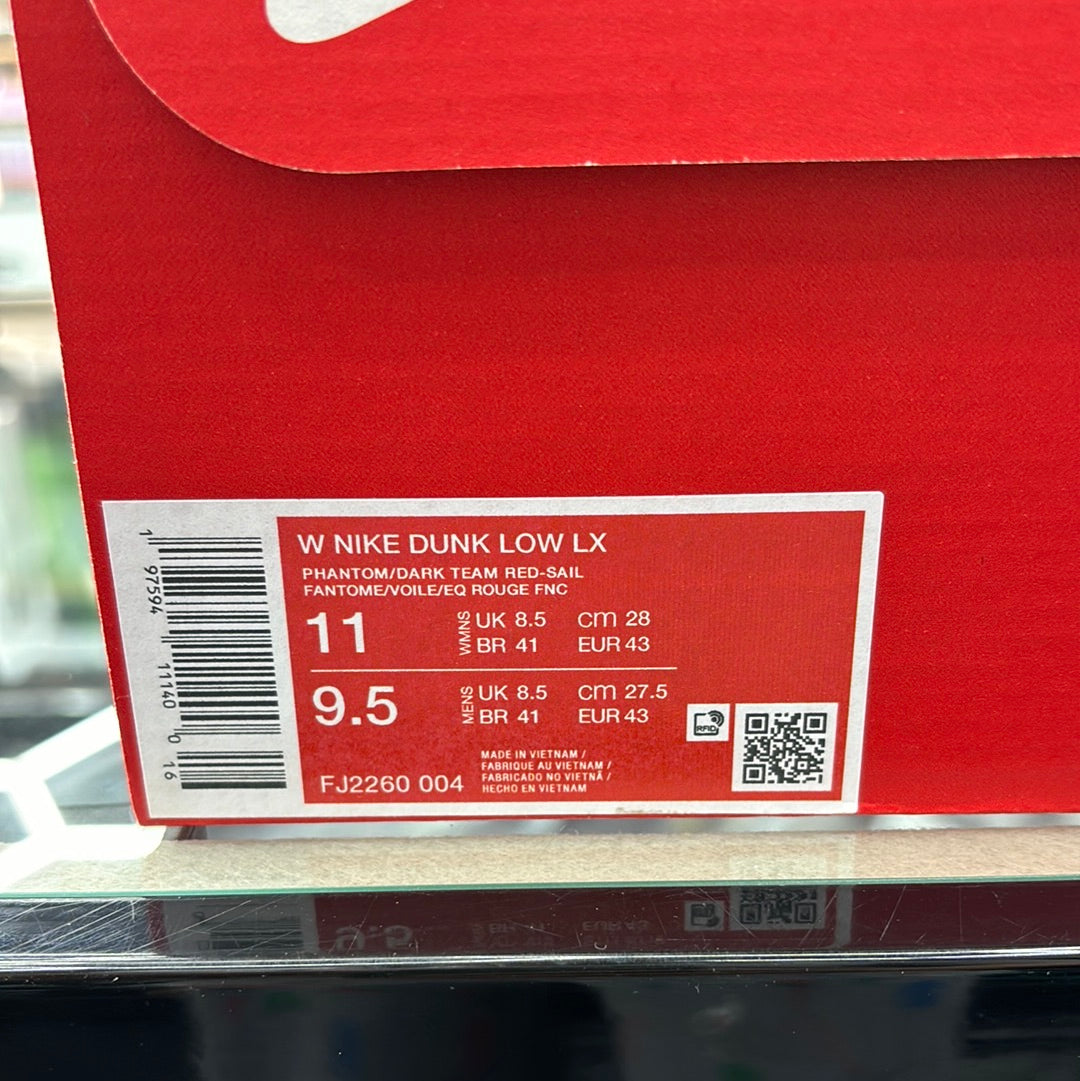 W NIKE DUNK LOW LX
PHANTOM/DARK TEAM RED-SAIL
FANTOME/VOILE/EQ ROUGE FNC
11 WMNS UK 8.5 cm 28
BR 41 EUR 43
9.5 MENS UK 8.5 cm 27.5
BR 41 EUR 43
RFID
MADE IN VIETNAM /
FABRIQUE AU VIETNAM /
FABRICADO NO VIETNÃ /
HECHO EN VIETNAM
FJ2260 004
1 97594 11140 0 16